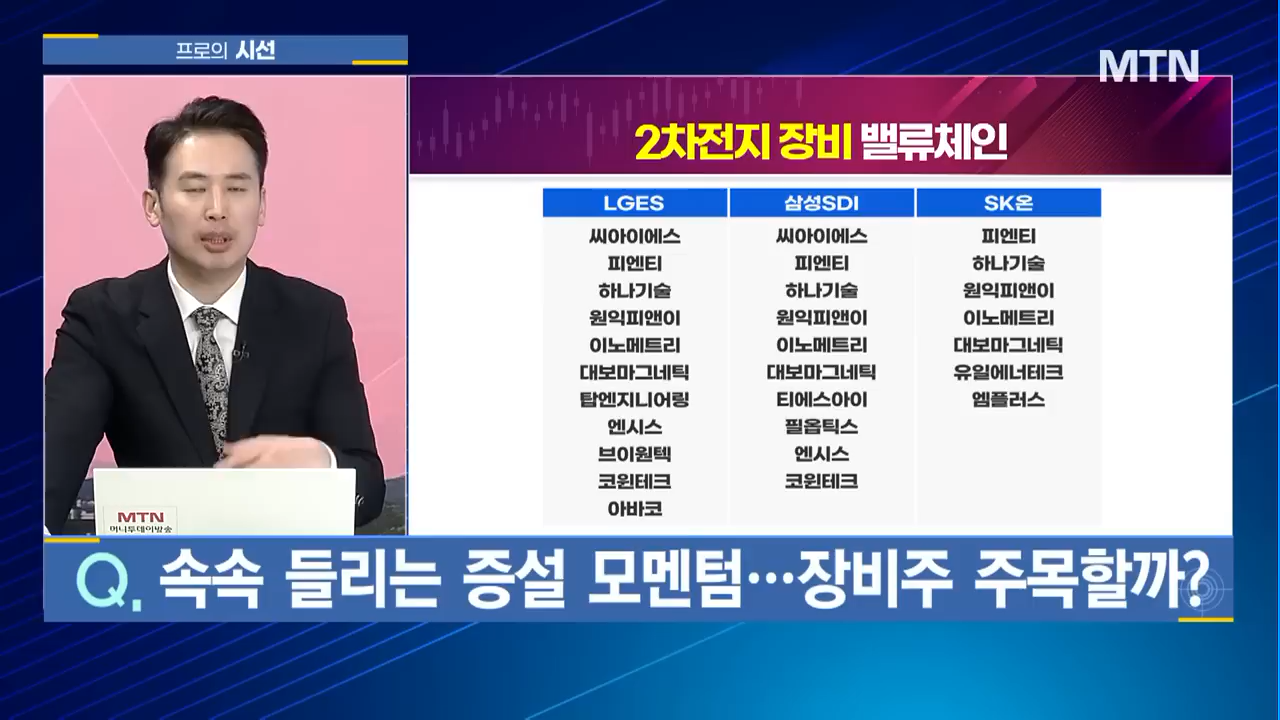 프로의 시선
MTN
2차전지 장비 밸류체인
LGES 삼성SDI SK온
씨아이에스 씨아이에스 피엔티
피엔티 피엔티 하나기술
하나기술 하나기술 원익피앤이
원익피앤이 원익피앤이 이노메트리
이노메트리 이노메트리 대보마그네틱
대보마그네틱 대보마그네틱 유일에너테크
탑엔지니어링 티에스아이 엠플러스
엔시스 필옵틱스
브이원텍 엔시스
코윈테크 코윈테크
아바코
MTN
머니투데이방송
Q. 속속 들리는 증설 모멘텀…장비주 주목할까?